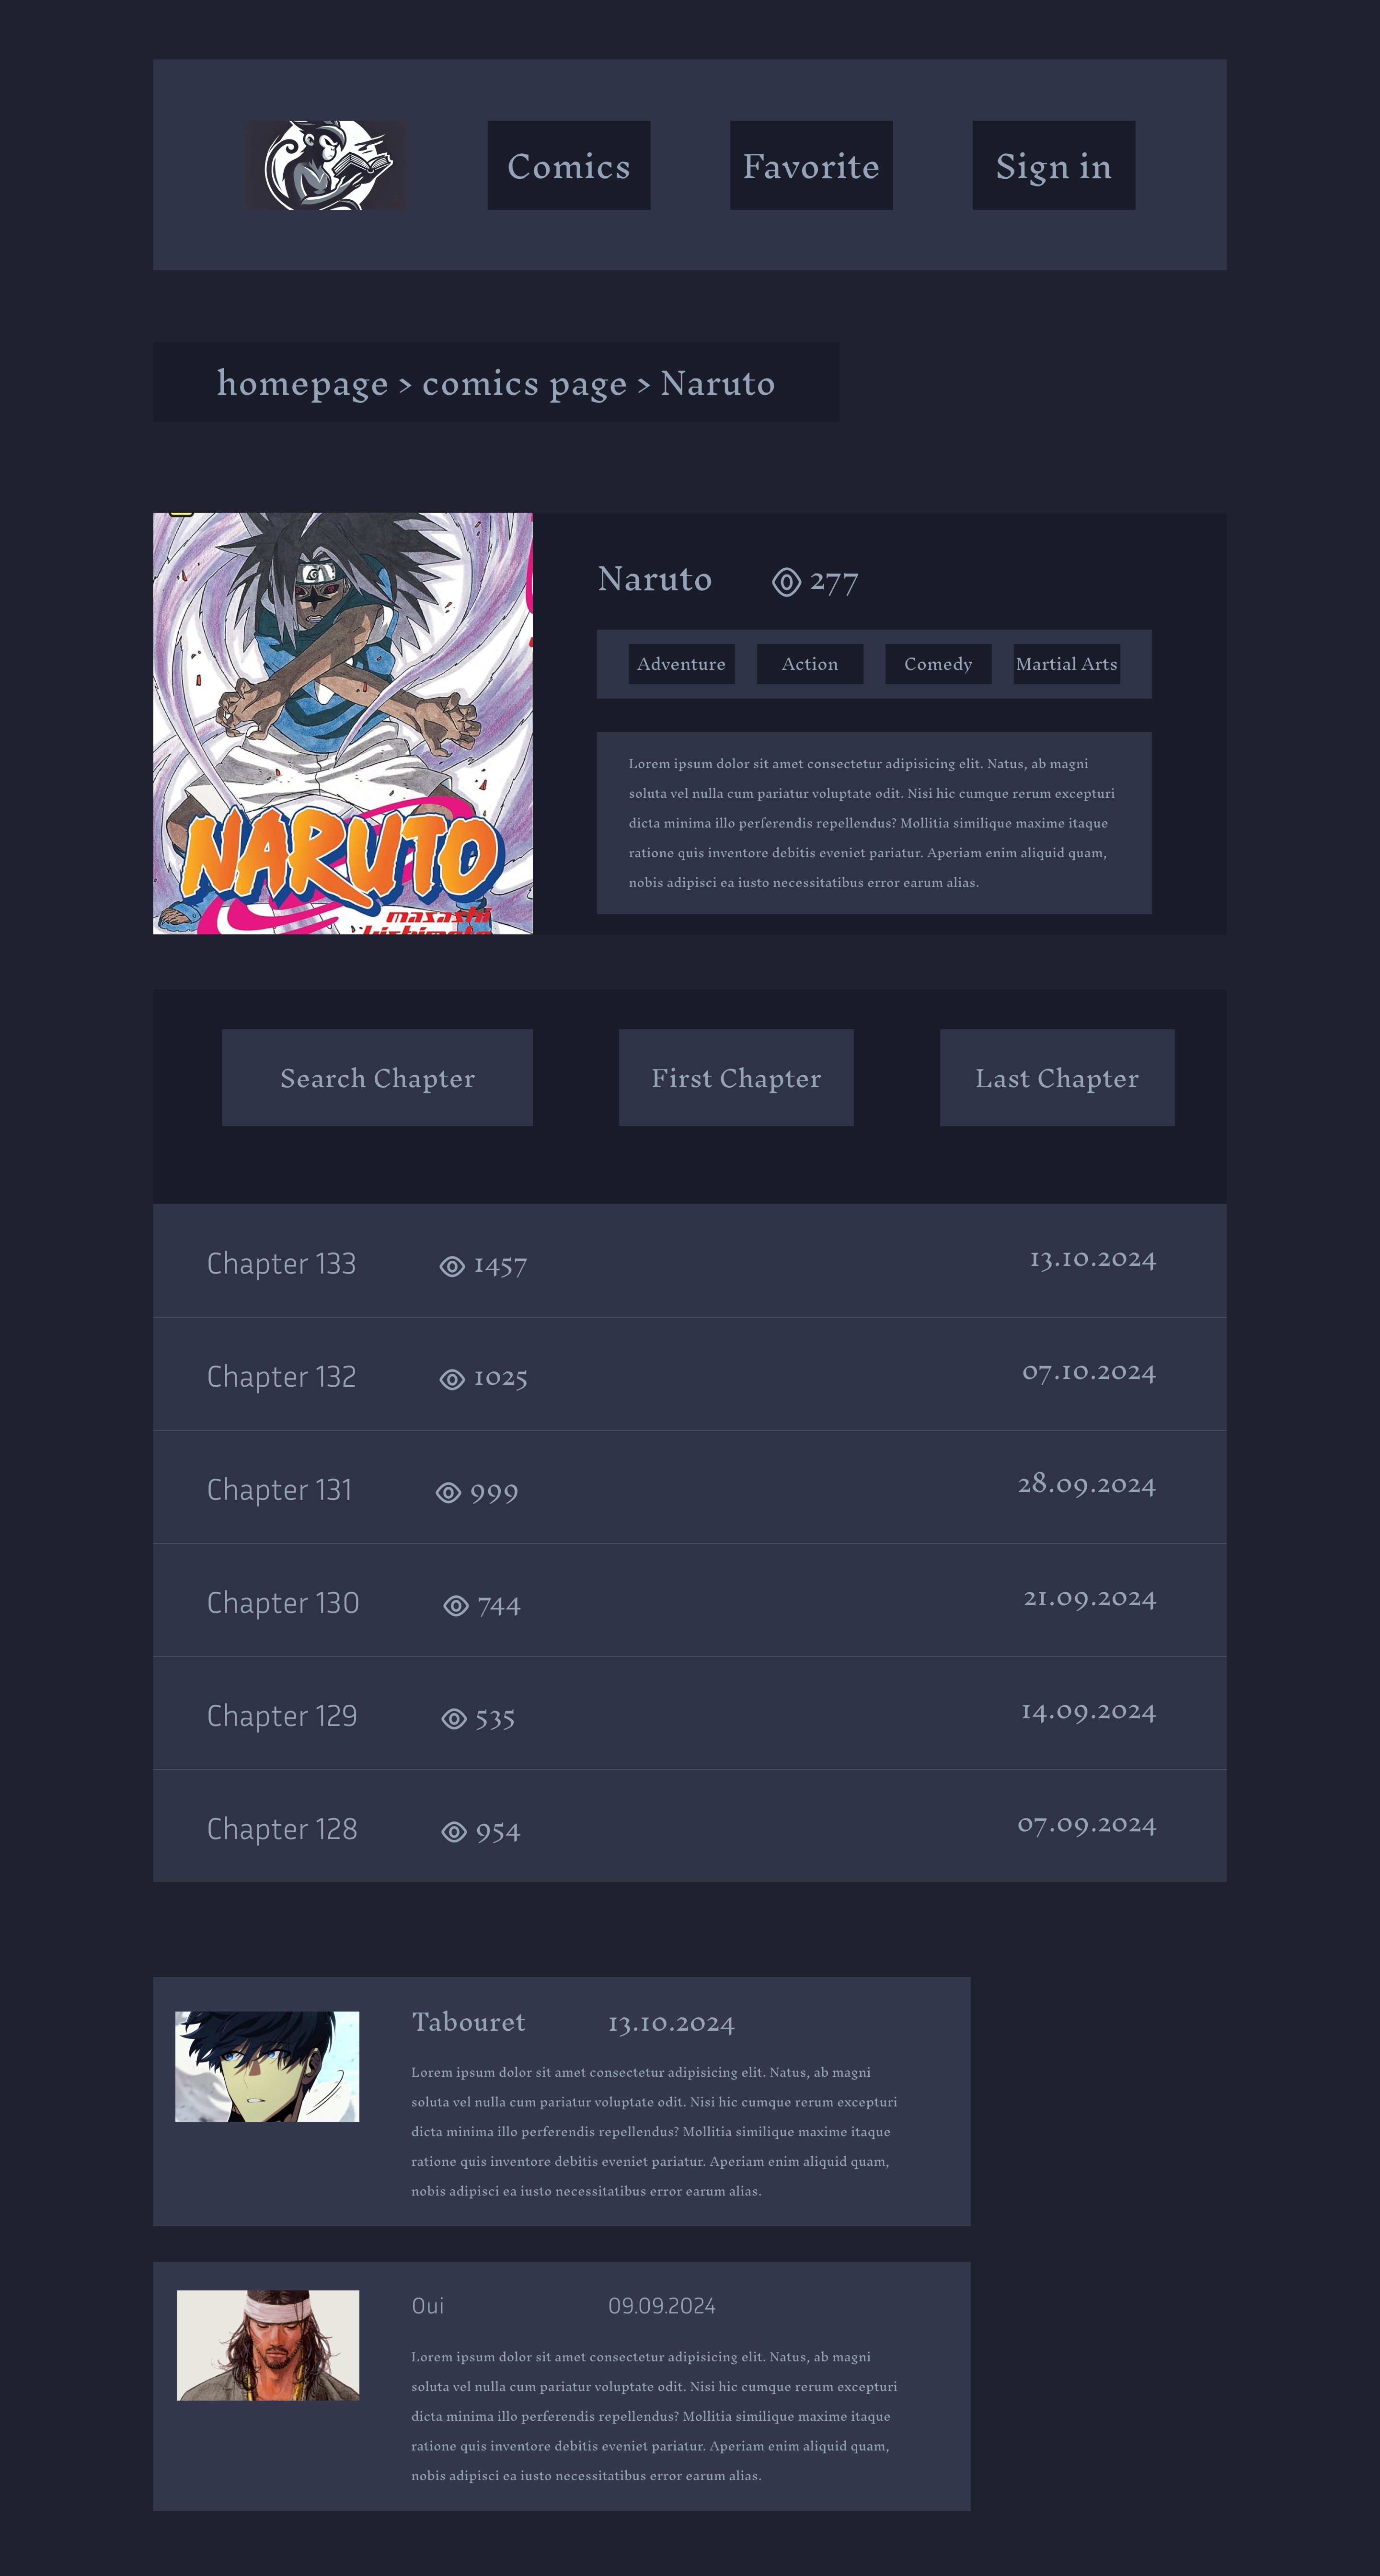 Comics
Favorite
Sign in
homepage > comics page > Naruto
NARUTO
masashi
Naruto
277
Adventure
Action
Comedy
Martial Arts
Lorem ipsum dolor sit amet consectetur adipisicing elit. Natus, ab magni
soluta vel nulla cum pariatur voluptate odit. Nisi hic cumque rerum excepturi
dicta minima illo perferendis repellendus? Mollitia similique maxime itaque
ratione quis inventore debitis eveniet pariatur. Aperiam enim aliquid quam,
nobis adipisci ea iusto necessitatibus error earum alias.
Search Chapter
First Chapter
Last Chapter
Chapter 133
1457
13.10.2024
Chapter 132
1025
07.10.2024
Chapter 131
999
28.09.2024
Chapter 130
744
21.09.2024
Chapter 129
535
14.09.2024
Chapter 128
954
07.09.2024
Tabouret
13.10.2024
Lorem ipsum dolor sit amet consectetur adipisicing elit. Natus, ab magni
soluta vel nulla cum pariatur voluptate odit. Nisi hic cumque rerum excepturi
dicta minima illo perferendis repellendus? Mollitia similique maxime itaque
ratione quis inventore debitis eveniet pariatur. Aperiam enim aliquid quam,
nobis adipisci ea iusto necessitatibus error earum alias.
Oui
09.09.2024
Lorem ipsum dolor sit amet consectetur adipisicing elit. Natus, ab magni
soluta vel nulla cum pariatur voluptate odit. Nisi hic cumque rerum excepturi
dicta minima illo perferendis repellendus? Mollitia similique maxime itaque
ratione quis inventore debitis eveniet pariatur. Aperiam enim aliquid quam,
nobis adipisci ea iusto necessitatibus error earum alias.